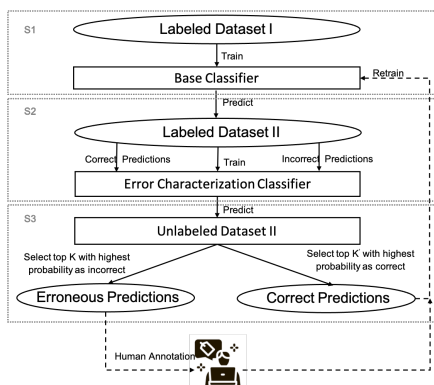 S1
Labeled Dataset I
Train
Base Classifier
Retrain
Predict
S2
Labeled Dataset II
Correct Predictions
Train
Incorrect Predictions
Error Characterization Classifier
Predict
S3
Unlabeled Dataset II
Select top K with highest
probability as incorrect
Select top K' with highest
probability as correct
Erroneous Predictions
Correct Predictions
Human Annotation